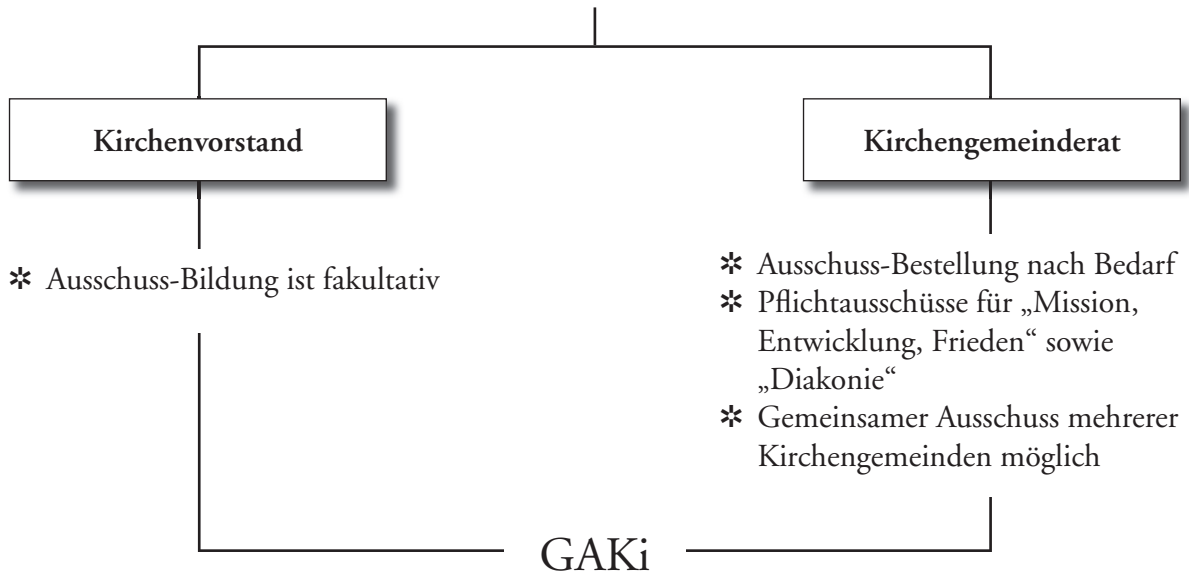 Kirchenvorstand
✲ Ausschuss-Bildung ist fakultativ
Kirchengemeinderat
✲ Ausschuss-Bestellung nach Bedarf
✲ Pflichtausschüsse für „Mission,
Entwicklung, Frieden“ sowie
„Diakonie“
✲ Gemeinsamer Ausschuss mehrerer
Kirchengemeinden möglich
GAKi